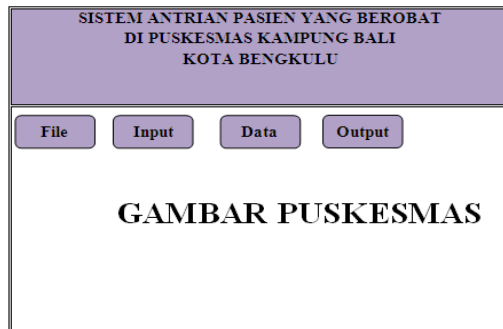 SISTEM ANTRIAN PASIEN YANG BEROBAT
DI PUSKESMAS KAMPUNG BALI
KOTA BENGKULU
File Input Data Output
GAMBAR PUSKESMAS